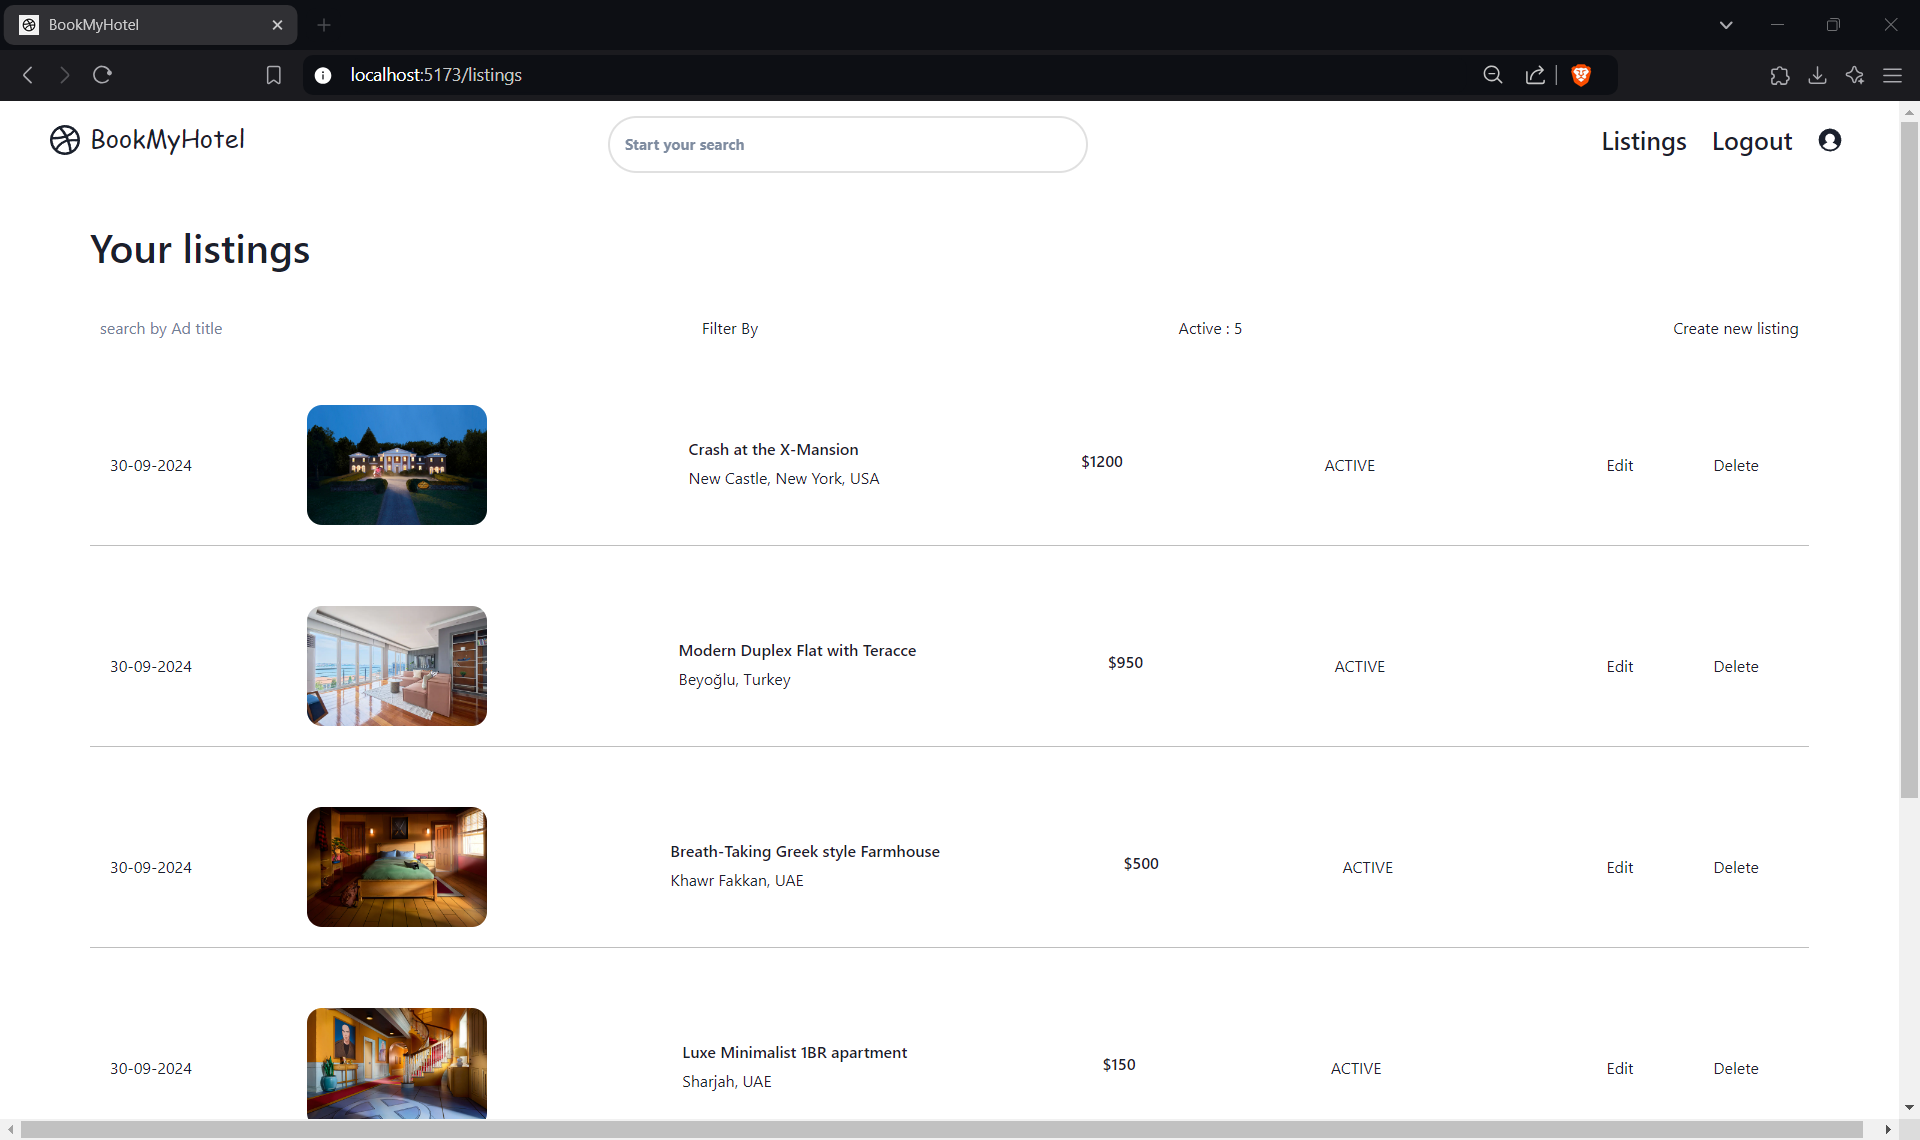 BookMyHotel
localhost:5173/listings
BookMyHotel
Start your search
Listings
Logout
Your listings
search by Ad title
Filter By
Active : 5
Create new listing
30-09-2024
Crash at the X-Mansion
New Castle, New York, USA
$1200
ACTIVE
Edit
Delete
30-09-2024
Modern Duplex Flat with Teracce
Beyoğlu, Turkey
$950
ACTIVE
Edit
Delete
30-09-2024
Breath-Taking Greek style Farmhouse
Khawr Fakkan, UAE
$500
ACTIVE
Edit
Delete
30-09-2024
Luxe Minimalist 1BR apartment
Sharjah, UAE
$150
ACTIVE
Edit
Delete